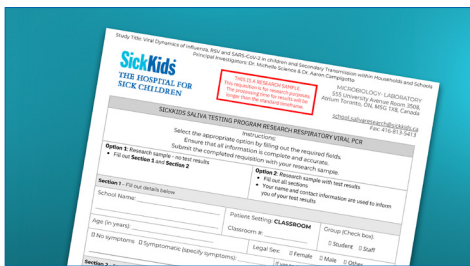 Study Title: Viral Dynamics of Influenza, RSV and SARS-Cov-2 in children and Secondary Transmission within Households and Schools
Principal Investigators: Dr. Michelle Science & Dr. Aaron Campigotto
SickKids
THE HOSPITAL FOR
SICK CHILDREN
THIS IS A RESEARCH SAMPLE.
This requisition is for research purposes.
The processing time for results will be
longer than the standard timeframe.
MICROBIOLOGY- LABORATORY
555 University Avenue Room 3508,
Atrium Toronto, ON, M5G 1X8, Canada
school.salivaresearch@sickkids.ca
Fax: 416-813-5413
SICKKIDS SALIVA TESTING PROGRAM RESEARCH RESPIRATORY VIRAL PCR
Instructions:
Select the appropriate option by filling out the required fields.
Ensure that all information is complete and accurate.
Submit the completed requisition with your research sample.
Option 1: Research sample - no test results
• Fill out Section 1 and Section 2
Option 2: Research sample with test results
• Fill out all sections
• Your name and contact information are used to inform
you of your test results
Section 1 - Fill out details below
School Name:
Patient Setting: CLASSROOM
Classroom #:
Group (Check box):
Student Staff
Age (in years):
Legal Sex: Female Male Other
No symptoms Symptomatic (specify symptoms):